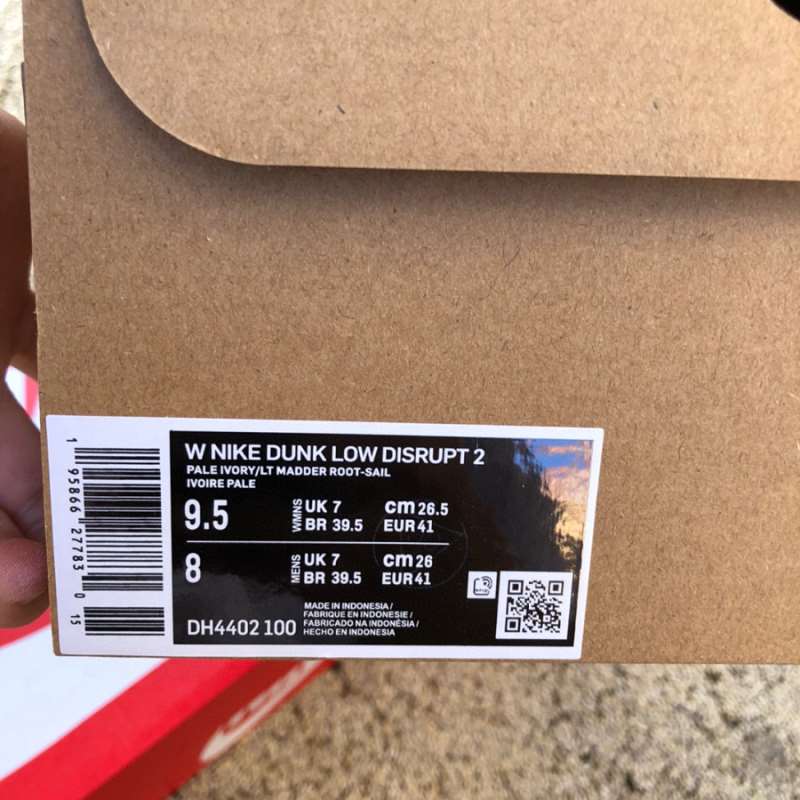 W NIKE DUNK LOW DISRUPT 2
PALE IVORY/LT MADDER ROOT-SAIL
IVOIRE PALE
9.5 WMNS UK 7 cm 26.5
BR 39.5 EUR 41
8 MENS UK 7 cm 26
BR 39.5 EUR 41
DH4402 100
MADE IN INDONESIA /
FABRIQUE EN INDONESIE /
FABRICADO NA INDONÉSIA /
HECHO EN INDONESIA
1 95866 27783 0 15